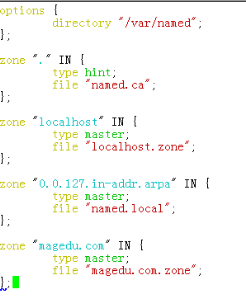 options {
        directory "/var/named";
};

zone "." IN {
        type hint;
        file "named.ca";
};

zone "localhost" IN {
        type master;
        file "localhost.zone";
};

zone "0.0.127.in-addr.arpa" IN {
        type master;
        file "named.local";
};

zone "magedu.com" IN {
        type master;
        file "magedu.com.zone";
};